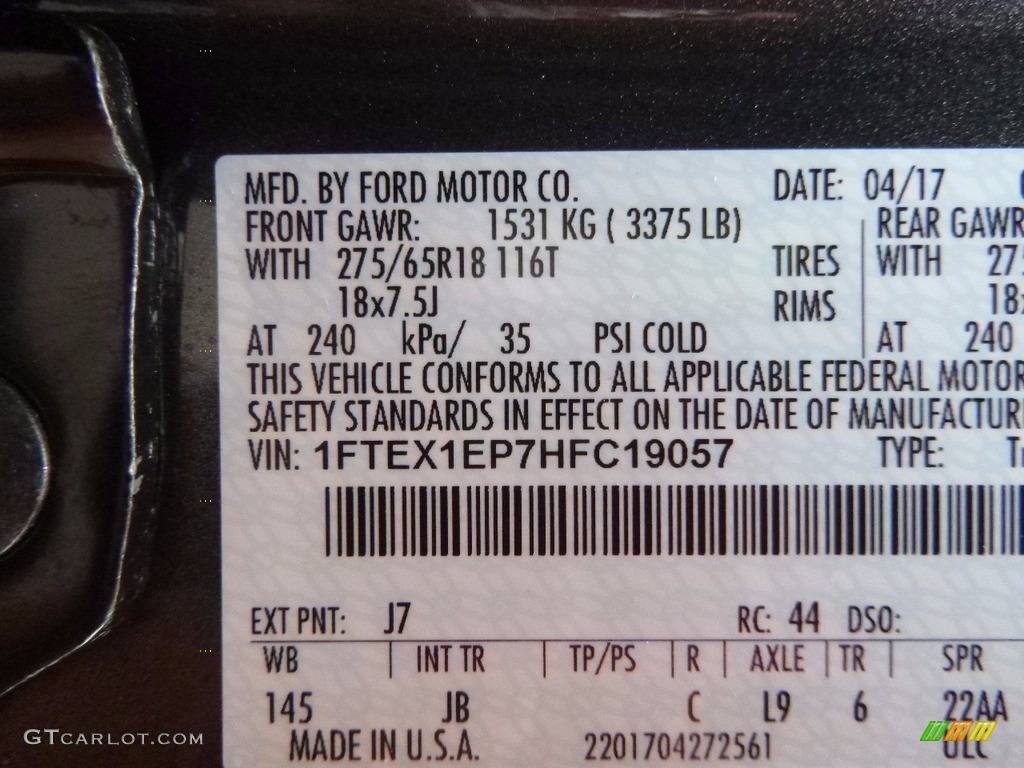 MFD. BY FORD MOTOR CO. DATE: 04/17
FRONT GAWR: 1531 KG ( 3375 LB) REAR GAWR
WITH 275/65R18 116T TIRES WITH
18x7.5J RIMS
AT 240 kPa/ 35 PSI COLD AT 240
THIS VEHICLE CONFORMS TO ALL APPLICABLE FEDERAL MOTOR
SAFETY STANDARDS IN EFFECT ON THE DATE OF
VIN: 1FTEX1EP7HFC19057 TYPE:
EXT PNT: J7 RC: 44 DSO:
WB INT TR TP/PS R AXLE TR SPR
145 JB C L9 6 22AA
MADE IN U.S.A. 2201704272561
GTCARLOT.COM